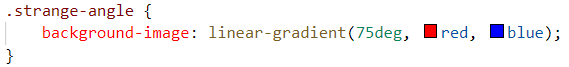 .strange-angle {
    background-image: linear-gradient(75deg, red, blue);
}